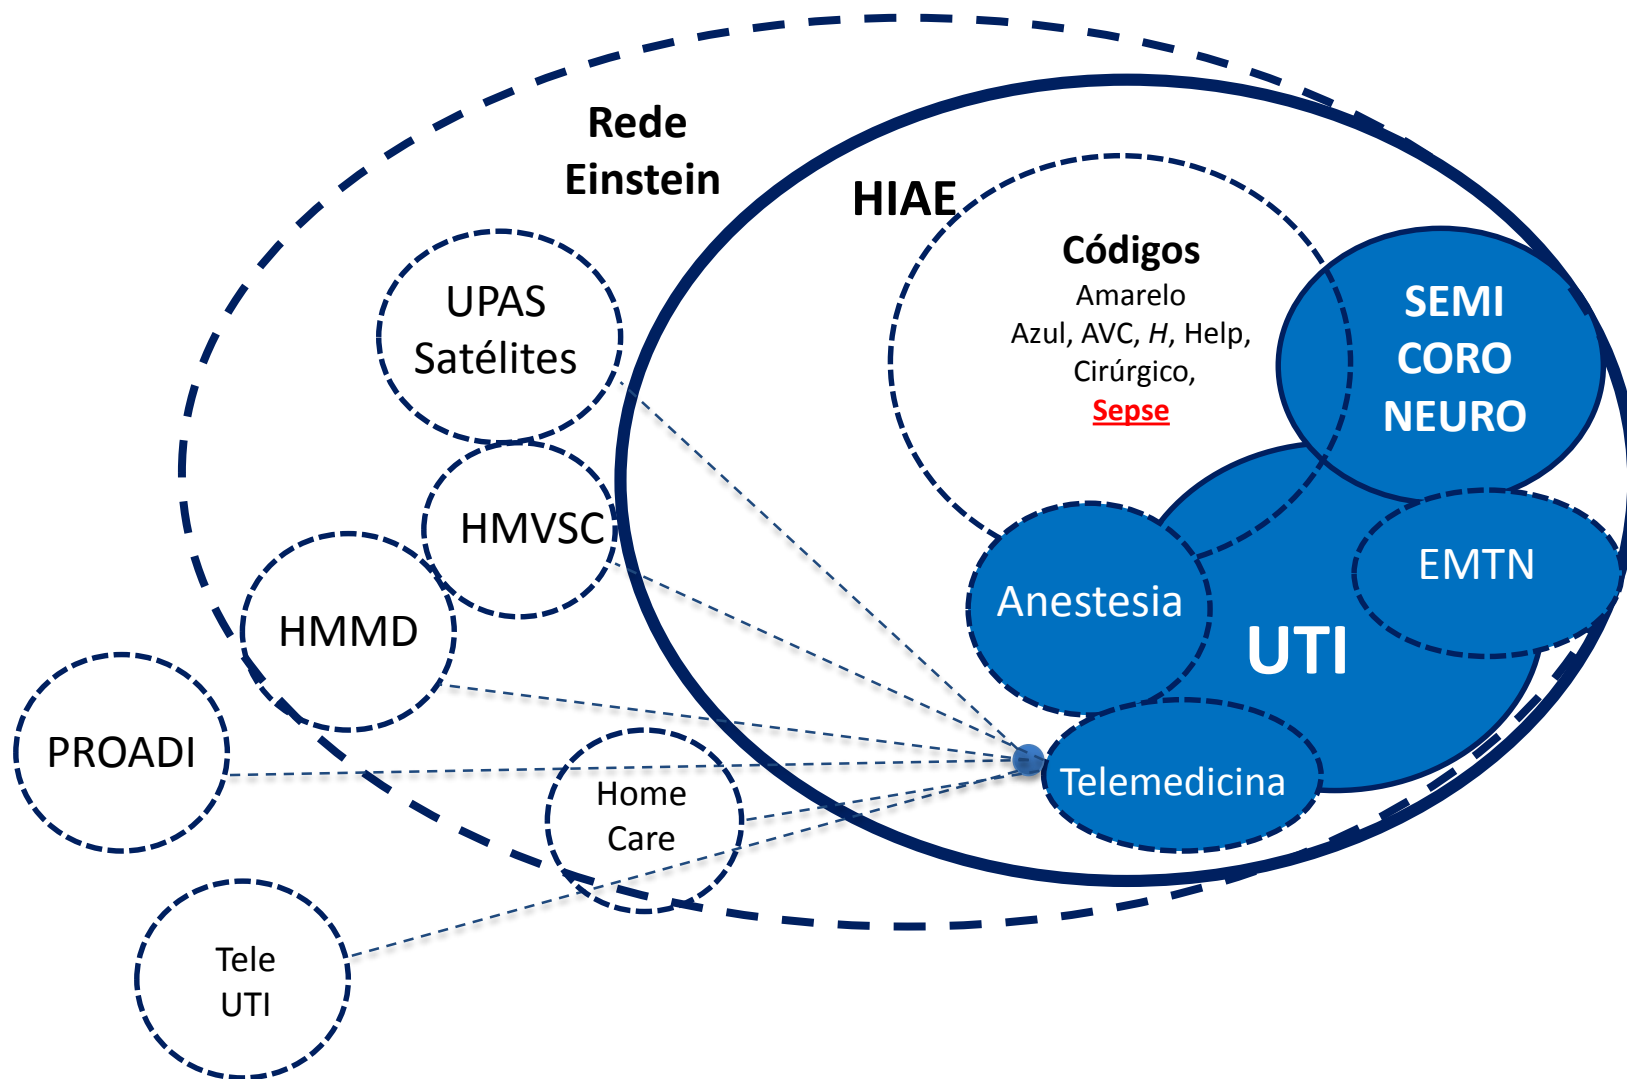 Rede
Einstein
HIAE
Códigos
Amarelo
Azul, AVC, H, Help,
Cirúrgico,
Sepse
SEMI
CORO
NEURO
UPAS
Satélites
HMVSC
HMMD
PROADI
Anestesia
EMTN
UTI
Telemedicina
Home
Care
Tele
UTI